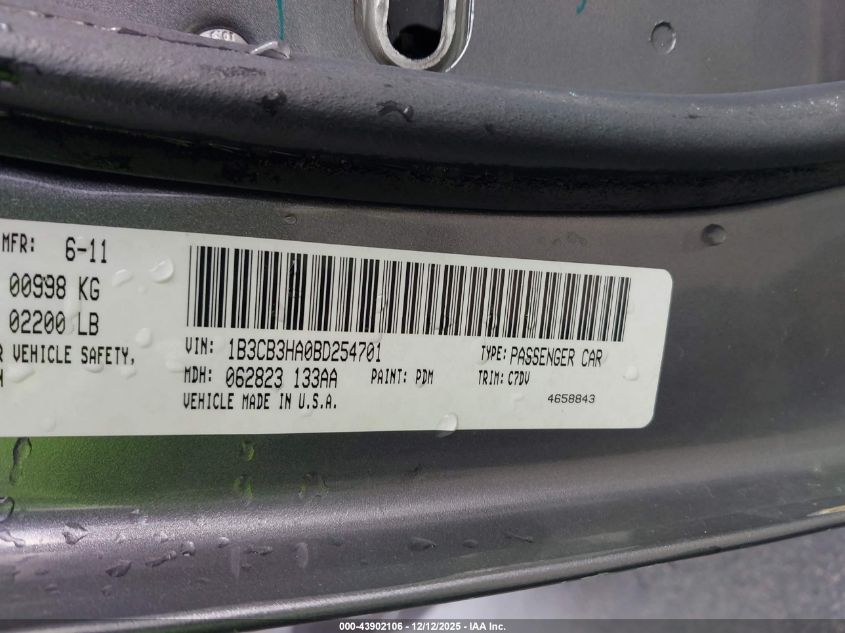 MFR: 6-11
00998 KG
02200 LB
VEHICLE SAFETY,
VIN: 1B3CB3HA0BD254701 TYPE: PASSENGER CAR
MDH: 062823 133AA PAINT: PDM TRIM: C7DV
VEHICLE MADE IN U.S.A. 4658843
000-43902106 - 12/12/2025 - IAA Inc.